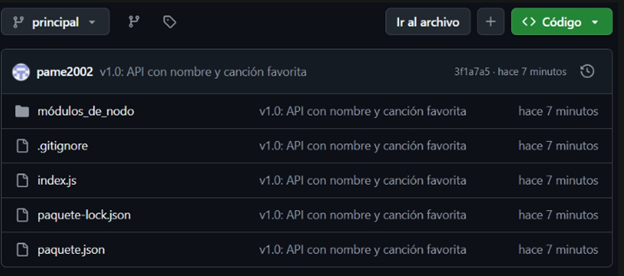 principal
Ir al archivo
+
<> Código
pame2002 v1.0: API con nombre y canción favorita 3f1a7a5 · hace 7 minutos
módulos_de_nodo v1.0: API con nombre y canción favorita hace 7 minutos
.gitignore v1.0: API con nombre y canción favorita hace 7 minutos
index.js v1.0: API con nombre y canción favorita hace 7 minutos
paquete-lock.json v1.0: API con nombre y canción favorita hace 7 minutos
paquete.json v1.0: API con nombre y canción favorita hace 7 minutos